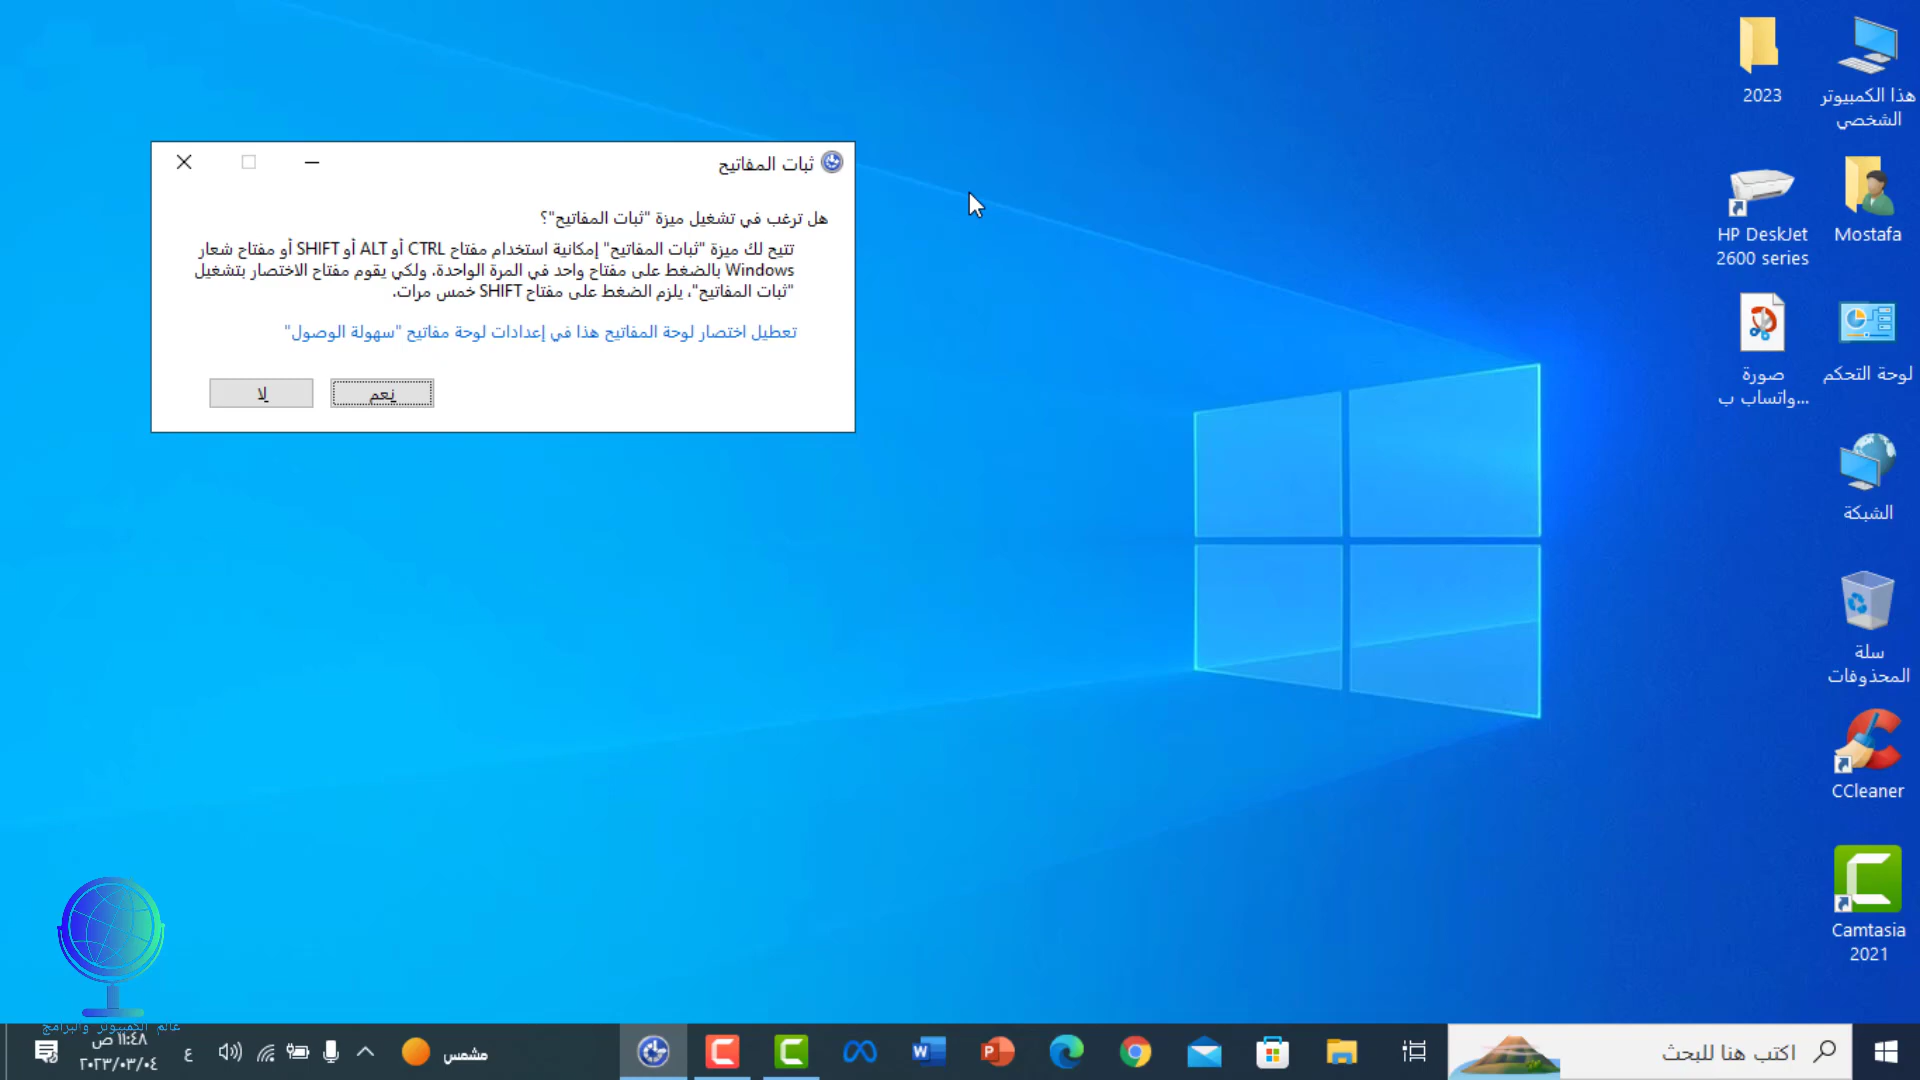 ثبات المفاتيح
هل ترغب في تشغيل ميزة "ثبات المفاتيح"؟
تتيح لك ميزة "ثبات المفاتيح" إمكانية استخدام مفتاح CTRL أو ALT أو SHIFT أو مفتاح شعار
Windows بالضغط على مفتاح واحد في المرة الواحدة. ولكي يقوم مفتاح الاختصار بتشغيل
"ثبات المفاتيح"، يلزم الضغط على مفتاح SHIFT خمس مرات.
تعطيل اختصار لوحة المفاتيح هذا في إعدادات لوحة مفاتيح "سهولة الوصول"
نعم
لا
هذا الكمبيوتر
الشخصي
Mostafa
لوحة التحكم
الشبكة
سلة
المحذوفات
CCleaner
Camtasia
2021
2023
HP DeskJet
2600 series
صورة
واتساب ب...
عالم الكمبيوتر والبرامج
اكتب هنا للبحث
مشمس
ع
١١:٤٨ ص
٢٠٢٣/٠٣/٠٤